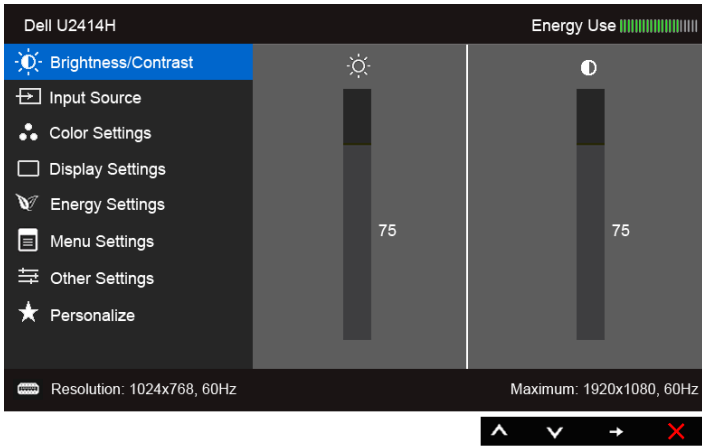 Dell U2414H
Energy Use
Brightness/Contrast
Input Source
Color Settings
Display Settings
Energy Settings
Menu Settings
Other Settings
Personalize
75
75
Resolution: 1024x768, 60Hz
Maximum: 1920x1080, 60Hz